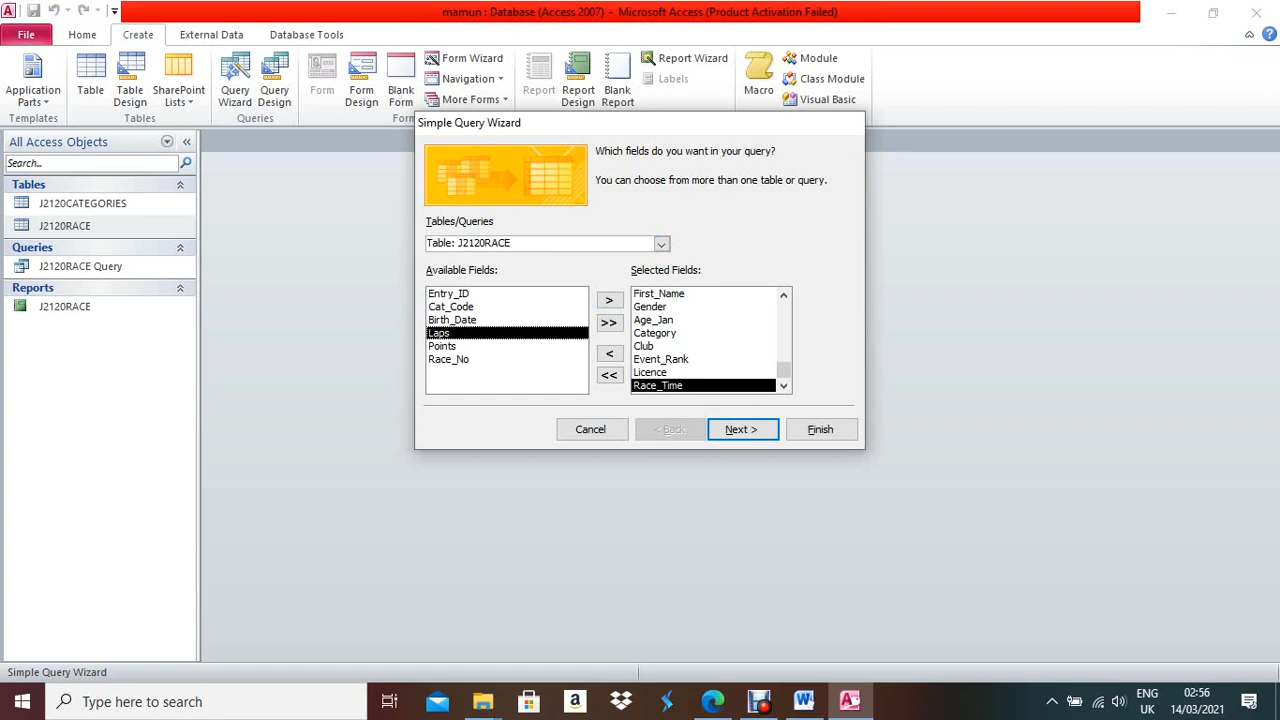 mamun : Database (Access 2007) - Microsoft Access (Product Activation Failed)
File Home Create External Data Database Tools
Application Parts
Table
Table Design
SharePoint Lists
Query Wizard
Query Design
Form
Form Design
Blank Form
Form Wizard
Navigation
More Forms
Report
Report Design
Blank Report
Report Wizard
Labels
Macro
Module
Class Module
Visual Basic
Templates Tables Queries Forn
All Access Objects «
Search...
Tables
J2120CATEGORIES
J2120RACE
Queries
J2120RACE Query
Reports
J2120RACE
Simple Query Wizard
Which fields do you want in your query?
You can choose from more than one table or query.
Tables/Queries
Table: J2120RACE
Available Fields:
Entry_ID
Cat_Code
Birth_Date
Laps
Points
Race_No
>
>>
<
<<
Selected Fields:
First_Name
Gender
Age_Jan
Category
Club
Event_Rank
Licence
Race_Time
Cancel < Back Next > Finish
Simple Query Wizard
Type here to search
ENG
UK
02:56
14/03/2021